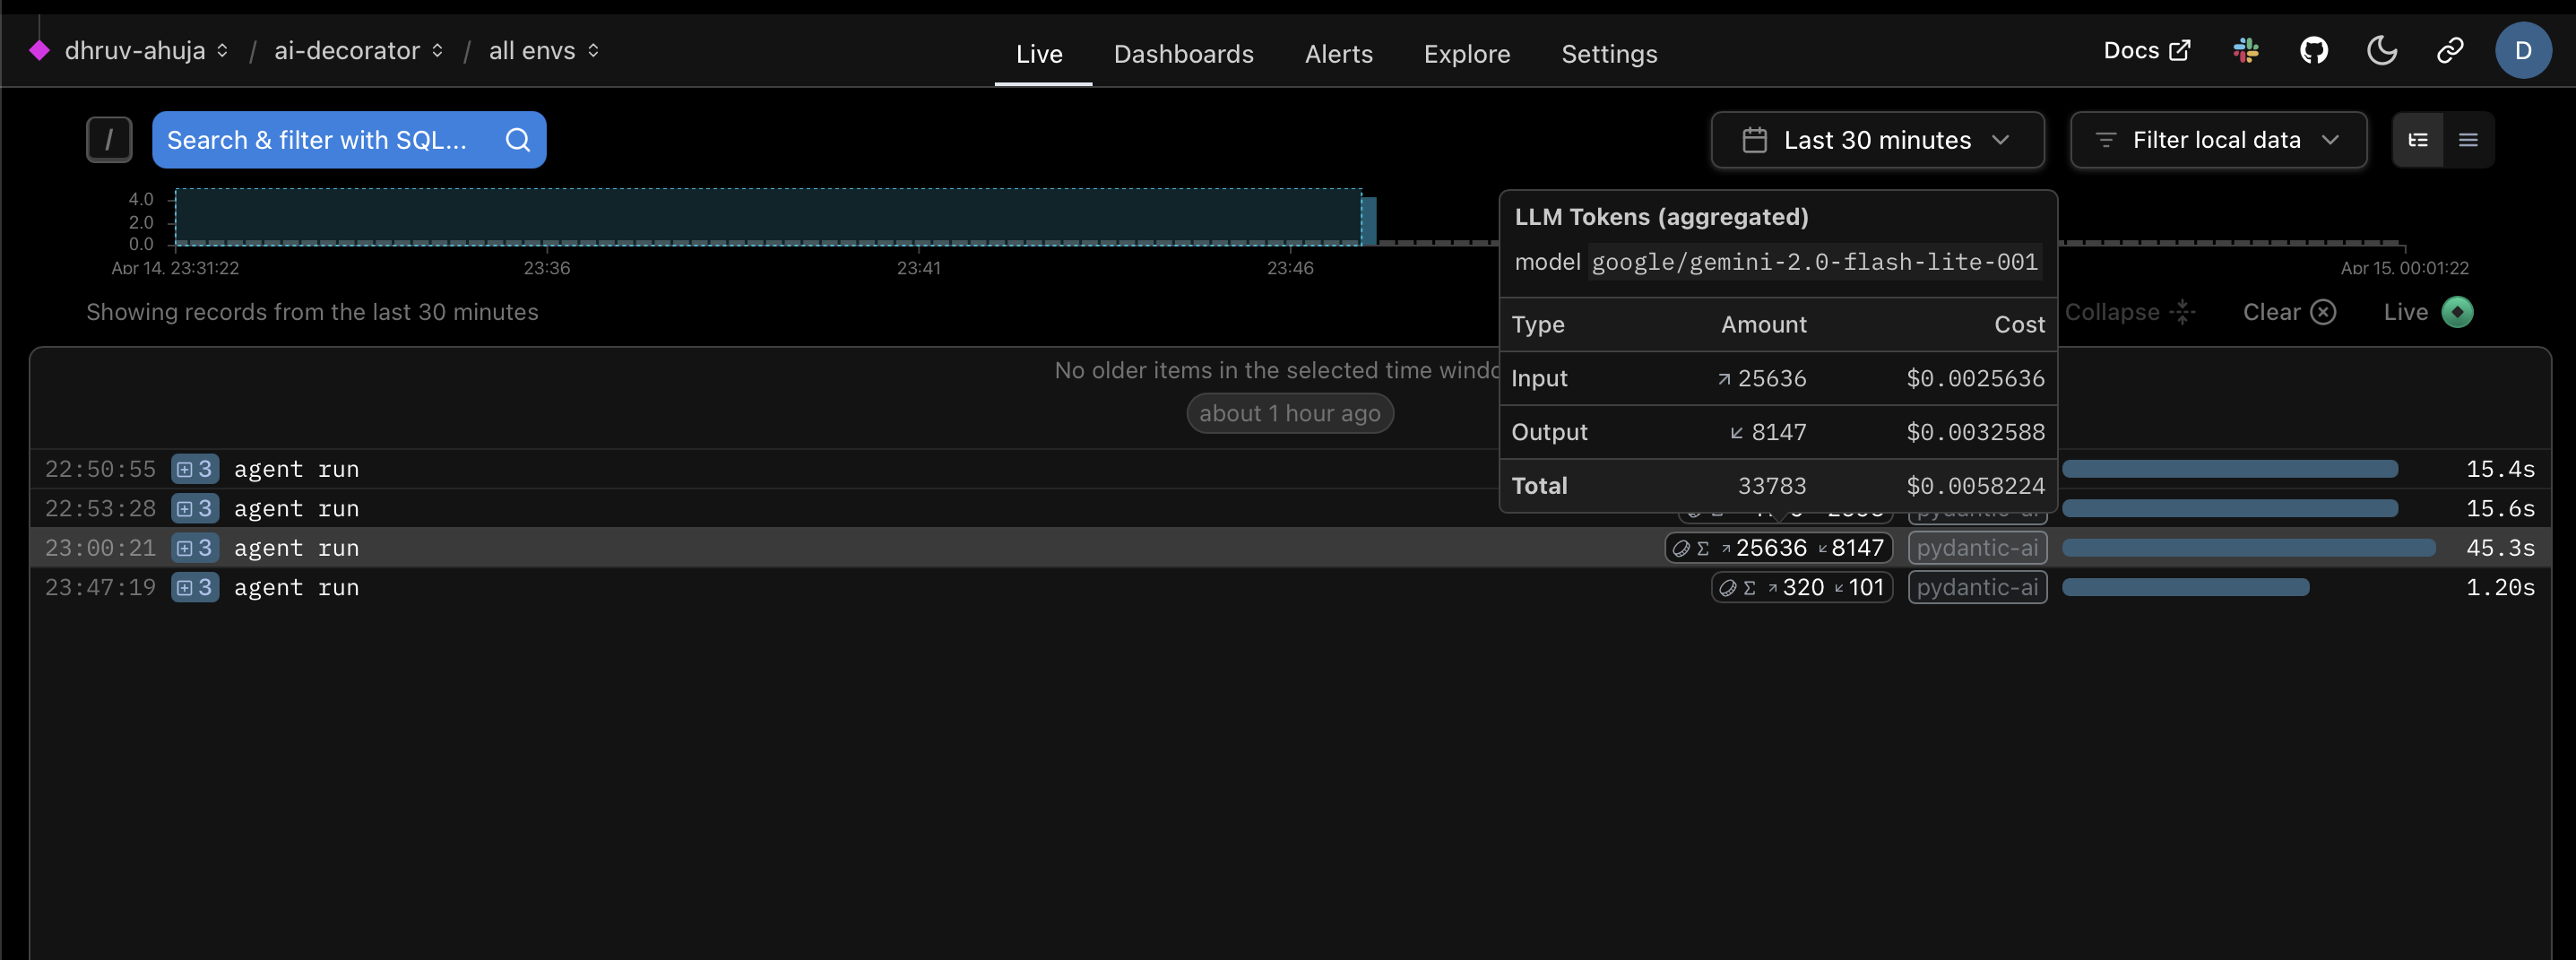 dhruv-ahuja / ai-decorator / all envs
Live Dashboards Alerts Explore Settings
Docs D
/ Search & filter with SQL...
Last 30 minutes Filter local data
4.0
2.0
0.0
Apr 14, 23:31:22 23:36 23:41 23:46 Apr 15, 00:01:22
Showing records from the last 30 minutes
Collapse Clear Live
LLM Tokens (aggregated)
model google/gemini-2.0-flash-lite-001
Type Amount Cost
Input ↗ 25636 $0.0025636
Output ↙ 8147 $0.0032588
Total 33783 $0.0058224
No older items in the selected time windo
about 1 hour ago
22:50:55 3 agent run 15.4s
22:53:28 3 agent run pydantic-ai 15.6s
23:00:21 3 agent run Σ ↗25636 ↙8147 pydantic-ai 45.3s
23:47:19 3 agent run Σ ↗320 ↙101 pydantic-ai 1.20s